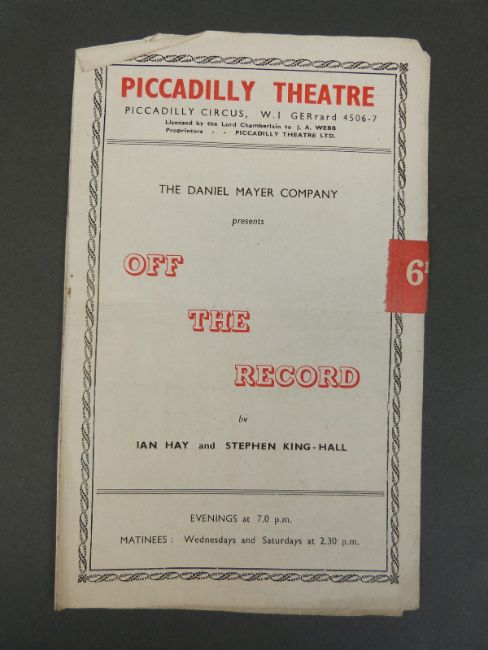 PICCADILLY THEATRE
PICCADILLY CIRCUS, W.1 GERrard 4506-7
Licensed by the Lord Chamberlain to J. A. WEBB
Proprietors - - PICCADILLY THEATRE LTD.
THE DANIEL MAYER COMPANY
presents
OFF
THE
RECORD
6
by
IAN HAY and STEPHEN KING-HALL
EVENINGS at 7.0 p.m.
MATINEES : Wednesdays and Saturdays at 2.30 p.m.